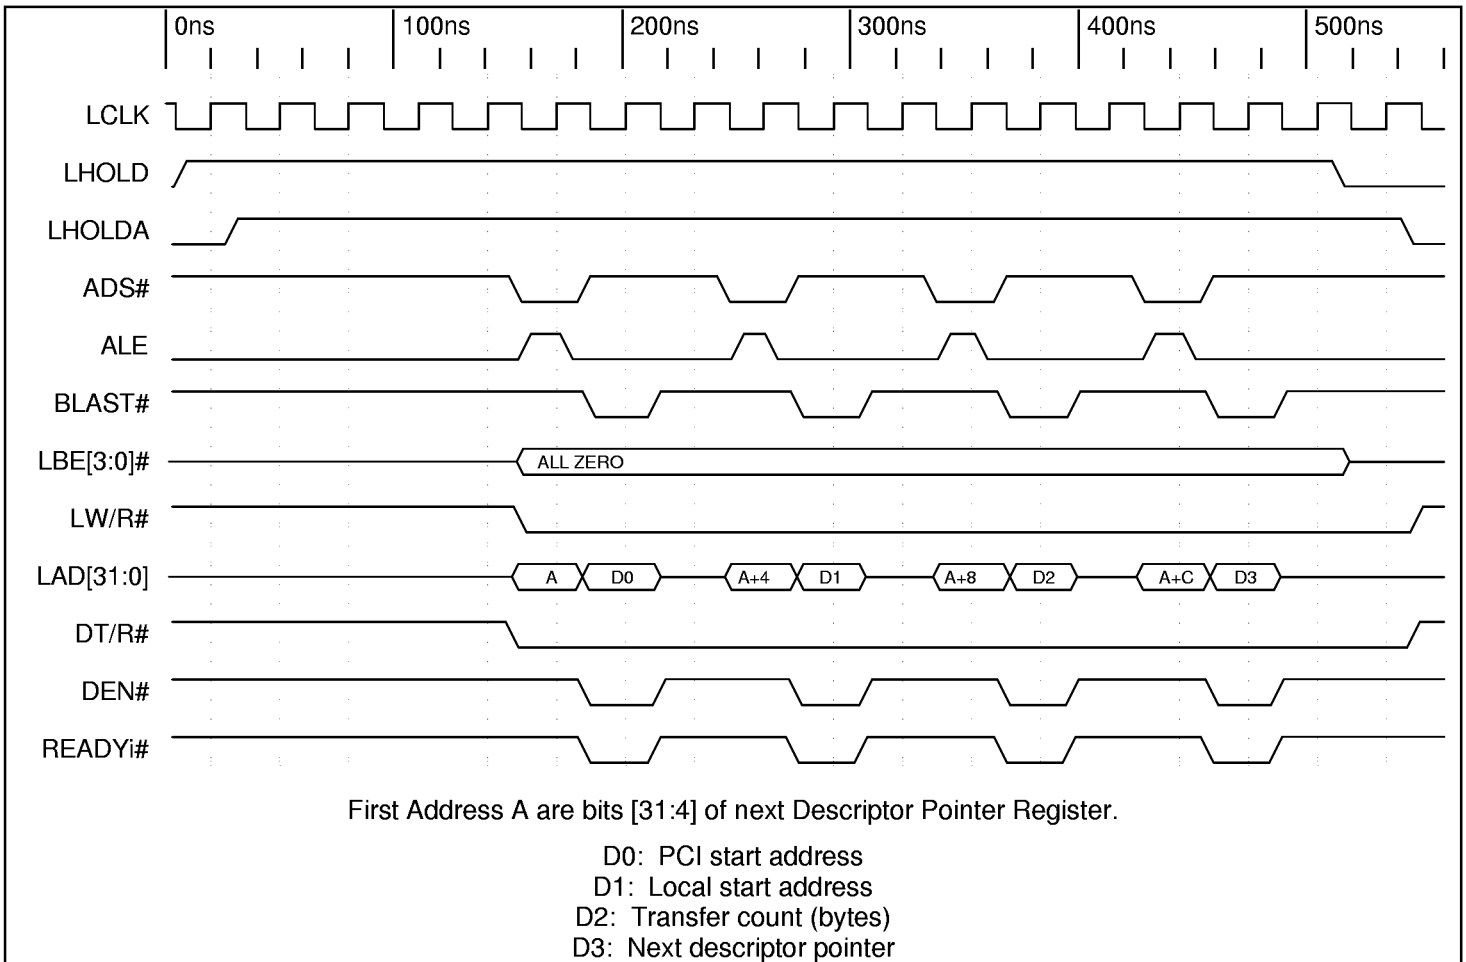 0ns 100ns 200ns 300ns 400ns 500ns
LCLK
LHOLD
LHOLDA
ADS#
ALE
BLAST#
LBE[3:0]# ALL ZERO
LW/R#
LAD[31:0] A D0 A+4 D1 A+8 D2 A+C D3
DT/R#
DEN#
READYi#
First Address A are bits [31:4] of next Descriptor Pointer Register.
D0: PCI start address
D1: Local start address
D2: Transfer count (bytes)
D3: Next descriptor pointer